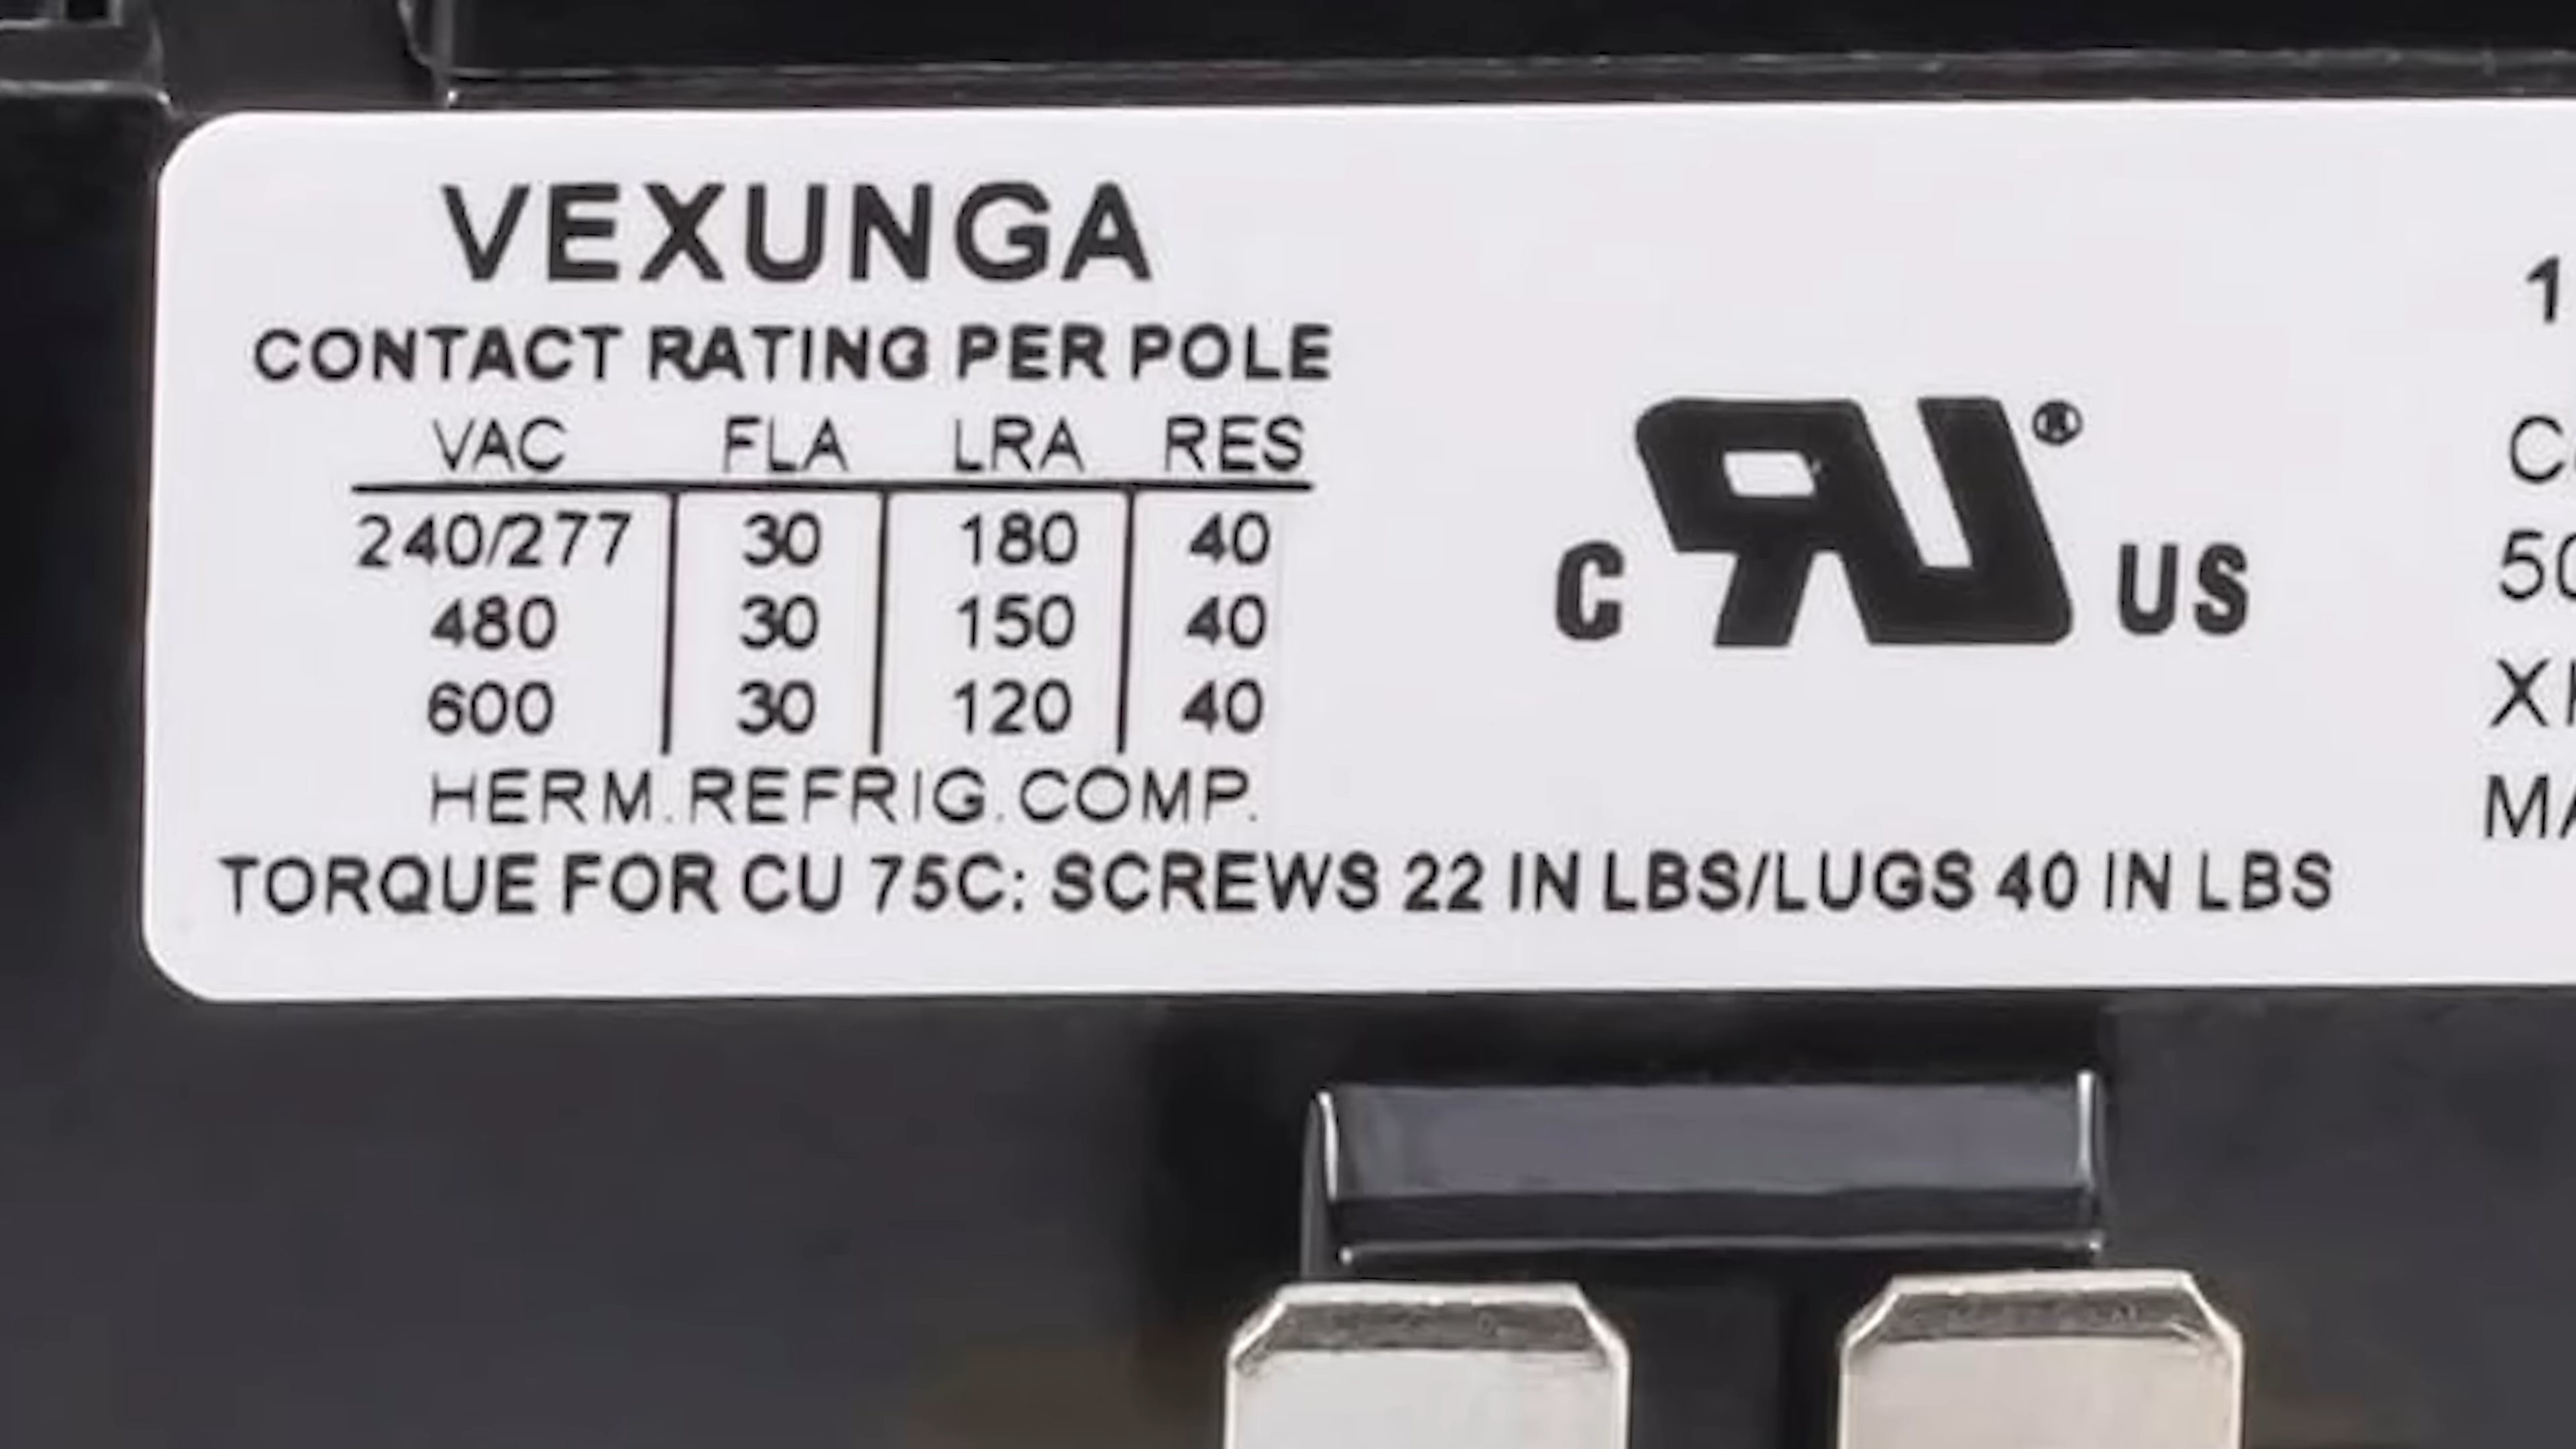 VEXUNGA
CONTACT RATING PER POLE
VAC FLA LRA RES
240/277 30 180 40
480 30 150 40
600 30 120 40
HERM.REFRIG.COMP.
TORQUE FOR CU 75C: SCREWS 22 IN LBS/LUGS 40 IN LBS
C RU® US
1